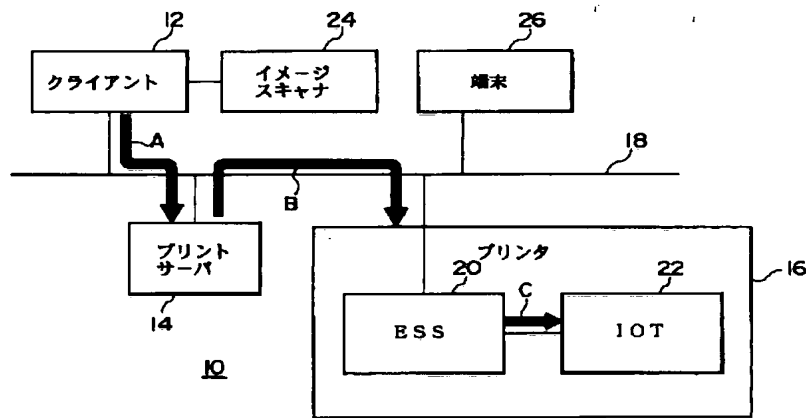 12
24
26
クライアント
イメージ
スキャナ
端末
A
18
B
プリント
サーバ
プリンタ
20
22
16
C
14
ESS
IOT
10